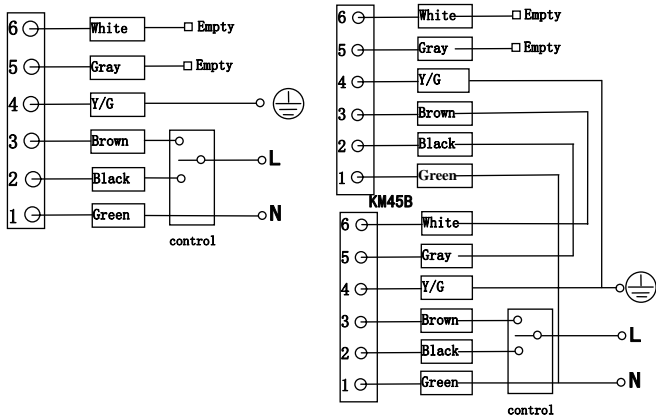 6 White Empty
5 Gray Empty
4 Y/G
3 Brown
L
2 Black
1 Green N
control
6 White Empty
5 Gray Empty
4 Y/G
3 Brown
2 Black
1 Green
KM45B
6 White
5 Gray
4 Y/G
3 Brown
L
2 Black
1 Green N
control